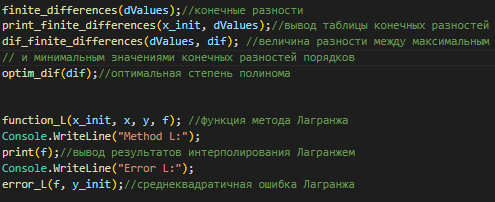 finite_differences(dValues);//конечные разности
print_finite_differences(x_init, dValues);//вывод таблицы конечных разностей
dif_finite_differences(dValues, dif); //величина разности между максимальным
// и минимальным значениями конечных разностей порядков
optim_dif(dif);//оптимальная степень полинома
function_L(x_init, x, y, f); //функция метода Лагранжа
Console.WriteLine("Method L:");
print(f);//вывод результатов интерполирования Лагранжем
Console.WriteLine("Error L:");
error_L(f, y_init);//среднеквадратичная ошибка Лагранжа